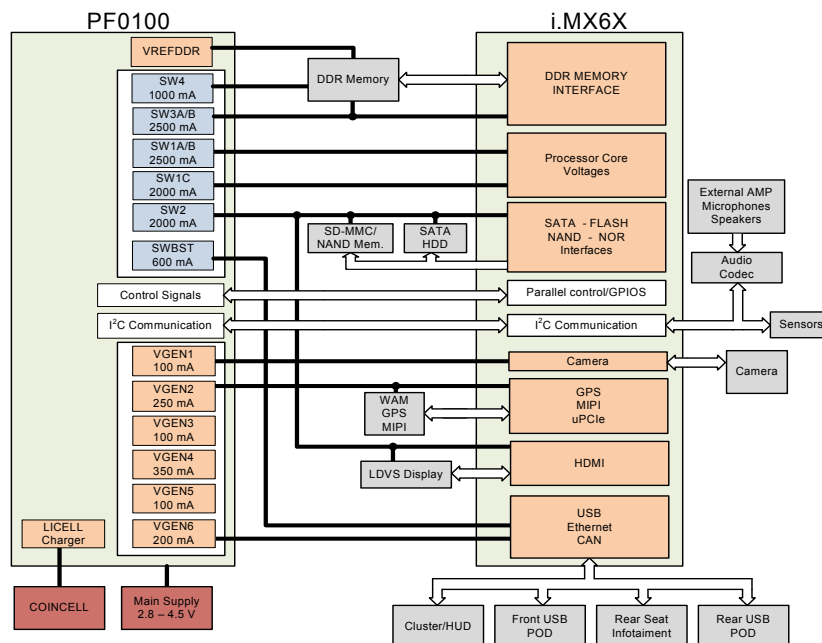 PF0100
i.MX6X
VREFDDR
SW4
1000 mA
SW3A/B
2500 mA
SW1A/B
2500 mA
SW1C
2000 mA
SW2
2000 mA
SWBST
600 mA
Control Signals
I²C Communication
VGEN1
100 mA
VGEN2
250 mA
VGEN3
100 mA
VGEN4
350 mA
VGEN5
100 mA
VGEN6
200 mA
LICELL
Charger
COINCELL
Main Supply
2.8 – 4.5 V
DDR Memory
SD-MMC/
NAND Mem.
SATA
HDD
WAM
GPS
MIPI
LDVS Display
DDR MEMORY
INTERFACE
Processor Core
Voltages
SATA - FLASH
NAND - NOR
Interfaces
Parallel control/GPIOS
I²C Communication
Camera
GPS
MIPI
uPCIe
HDMI
USB
Ethernet
CAN
External AMP
Microphones
Speakers
Audio
Codec
Sensors
Camera
Cluster/HUD
Front USB
POD
Rear Seat
Infotaiment
Rear USB
POD